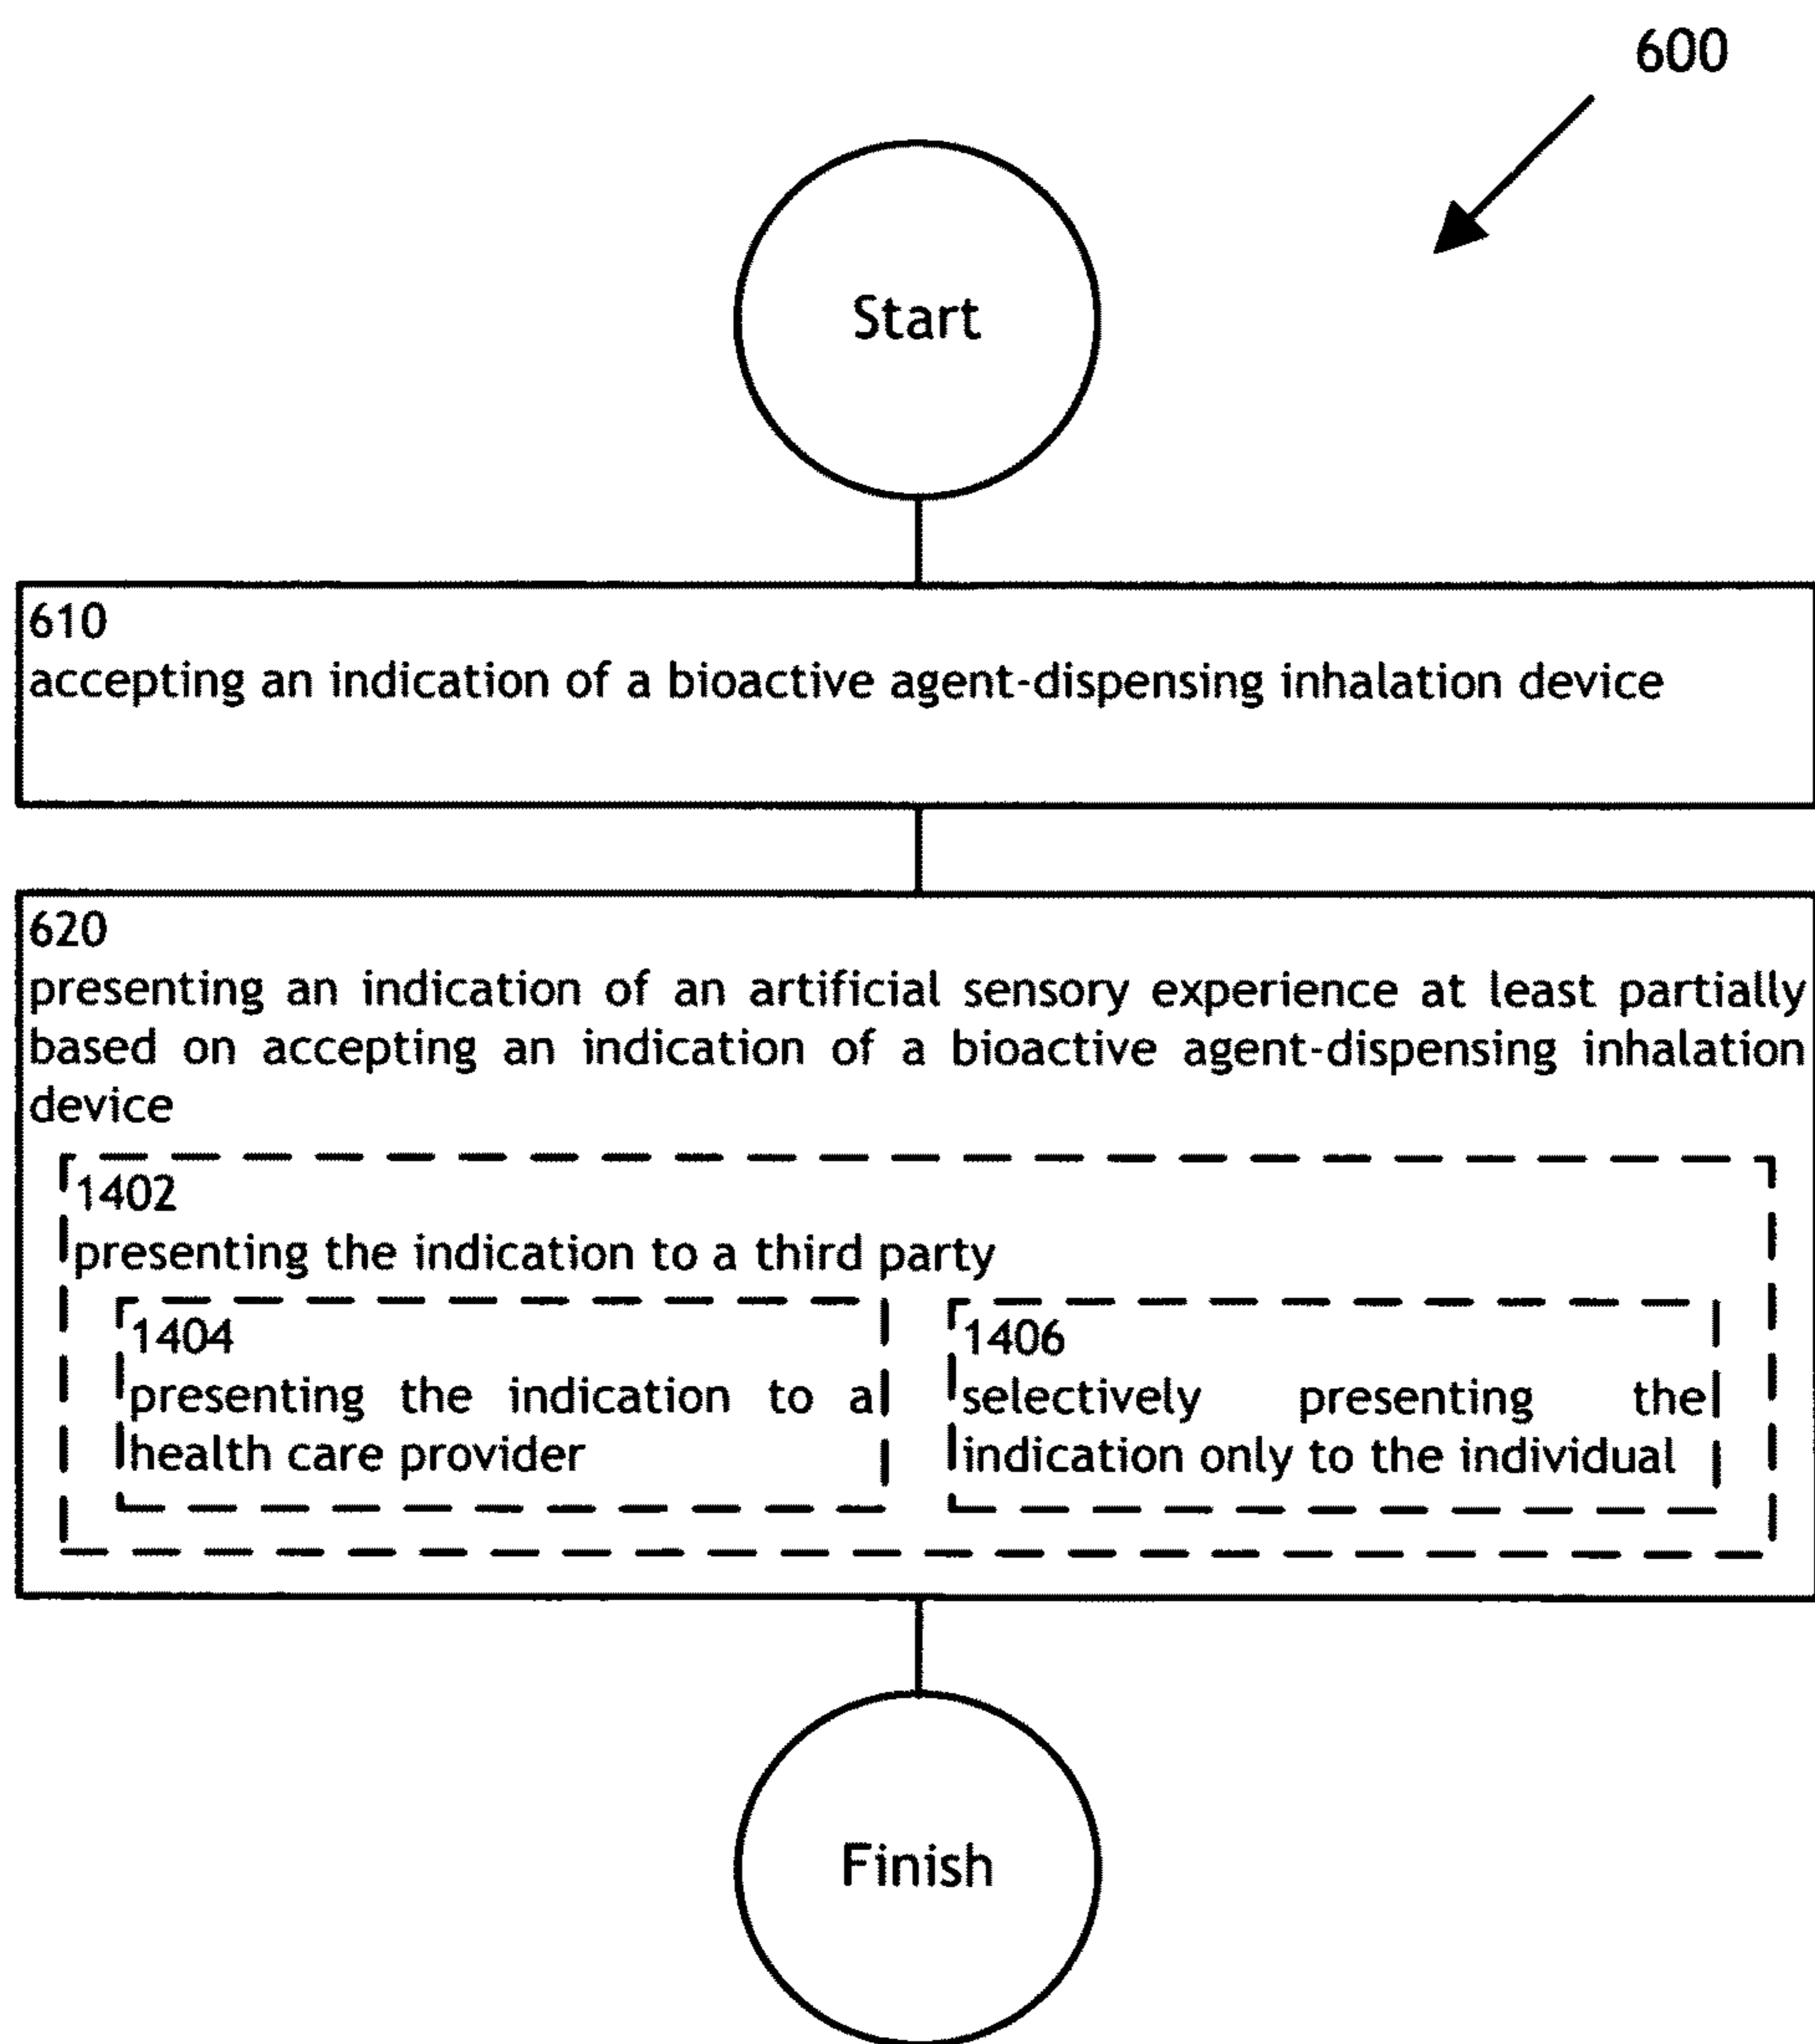 600
Start
610
accepting an indication of a bioactive agent-dispensing inhalation device
620
presenting an indication of an artificial sensory experience at least partially
based on accepting an indication of a bioactive agent-dispensing inhalation
device
1402
presenting the indication to a third party
1404
presenting the indication to a
health care provider
1406
selectively presenting the
indication only to the individual
Finish